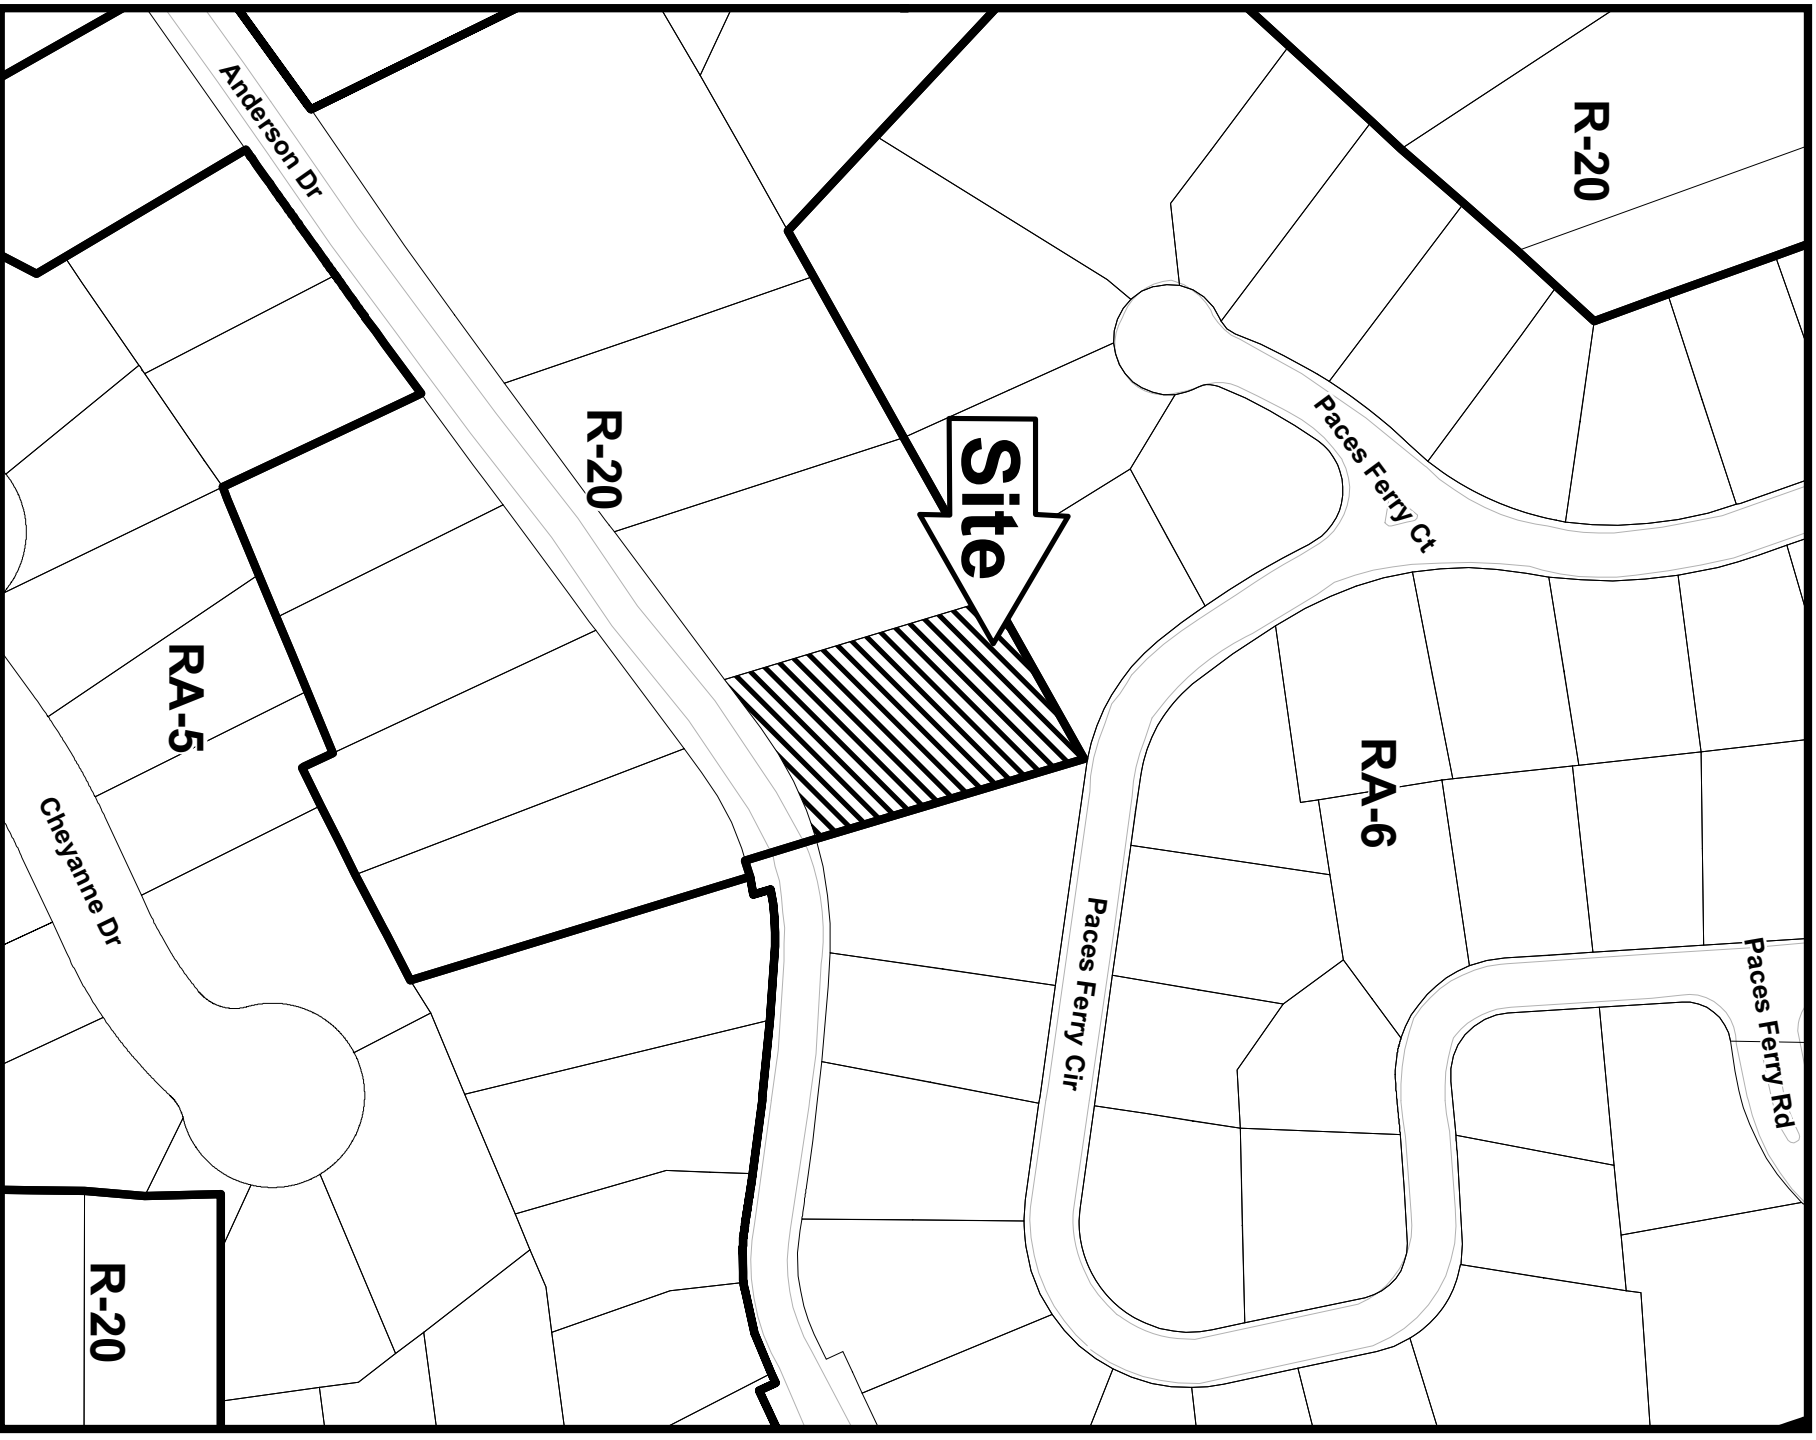 Anderson Dr
R-20
R-20
Site
Paces Ferry Ct
RA-5
RA-6
Cheyanne Dr
Paces Ferry Cir
Paces Ferry Rd
R-20